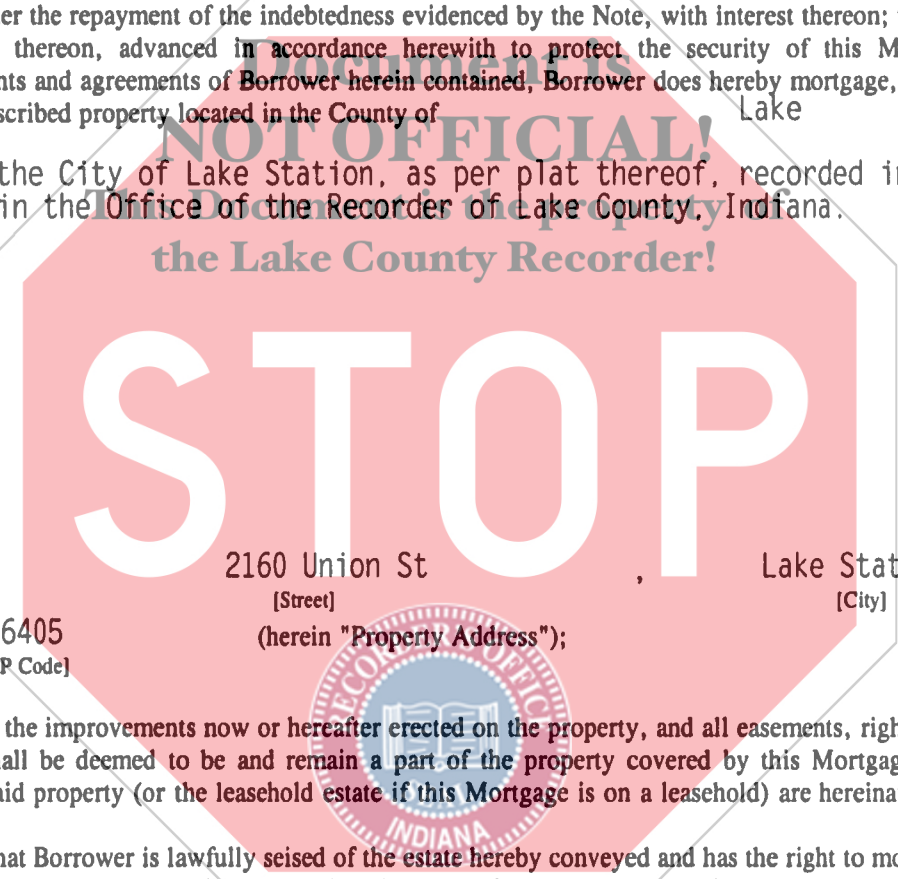 er the repayment of the indebtedness evidenced by the Note, with interest thereon;
thereon, advanced in accordance herewith to protect the security of this M
Document is
nts and agreements of Borrower herein contained, Borrower does hereby mortgage,
scribed property located in the County of Lake
NOT OFFICIAL!
the City of Lake Station, as per plat thereof, recorded in
in the Office of the Recorder of Lake County, Indiana.
This Document is the property of
the Lake County Recorder!
STOP
2160 Union St , Lake Stat
[Street] [City]
6405 (herein "Property Address");
P Code]
RECORDER'S OFFICE
the improvements now or hereafter erected on the property, and all easements, righ
all be deemed to be and remain a part of the property covered by this Mortgag
aid property (or the leasehold estate if this Mortgage is on a leasehold) are hereina
INDIANA
hat Borrower is lawfully seised of the estate hereby conveyed and has the right to mo